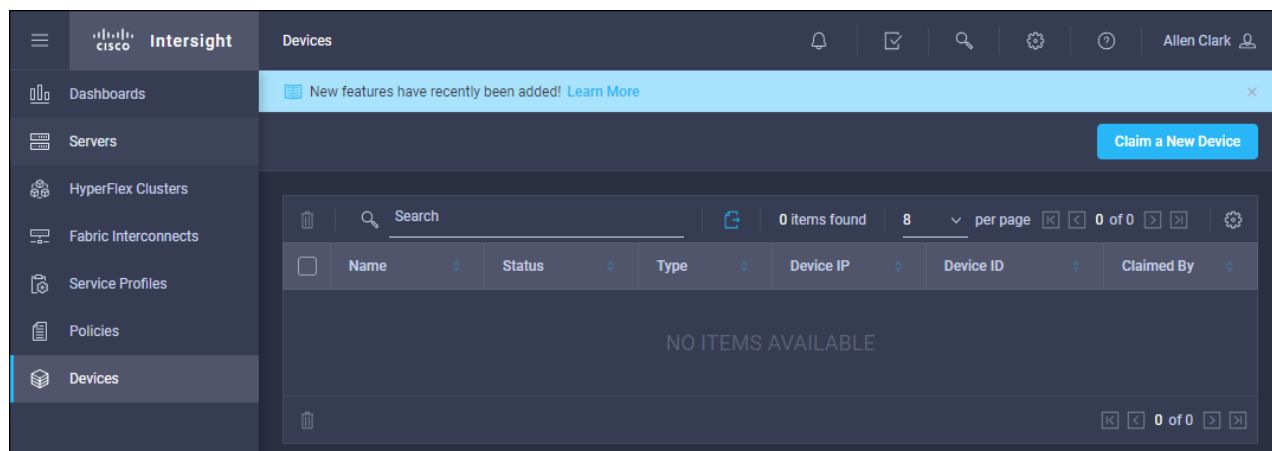 CISCO Intersight Devices Allen Clark
Dashboards
New features have recently been added! Learn More
Servers
Claim a New Device
HyperFlex Clusters
Fabric Interconnects
Search 0 items found 8 per page 0 of 0
Name Status Type Device IP Device ID Claimed By
Service Profiles
Policies
NO ITEMS AVAILABLE
Devices
0 of 0